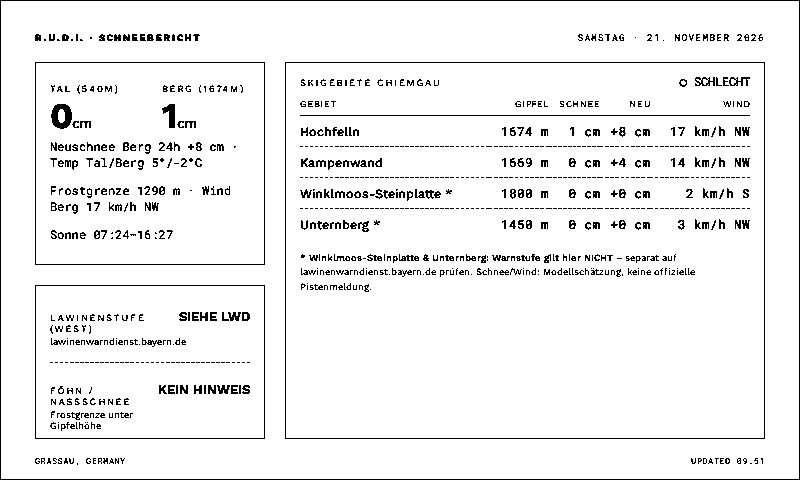 R.U.D.I. · SCHNEEBERICHT
SAMSTAG · 21. NOVEMBER 2026
TAL (540M) BERG (1674M)
0cm 1cm
Neuschnee Berg 24h +8 cm ·
Temp Tal/Berg 5°/-2°C
Frostgrenze 1290 m · Wind
Berg 17 km/h NW
Sonne 07:24–16:27
LAWINENSTUFE (WEST) SIEHE LWD
lawinenwarndienst.bayern.de
FÖHN / NASSSCHNEE KEIN HINWEIS
Frostgrenze unter
Gipfelhöhe
SKIGEBIETE CHIEMGAU O SCHLECHT
GEBIET GIPFEL SCHNEE NEU WIND
Hochfelln 1674 m 1 cm +8 cm 17 km/h NW
Kampenwand 1669 m 0 cm +4 cm 14 km/h NW
Winklmoos-Steinplatte * 1800 m 0 cm +0 cm 2 km/h S
Unternberg * 1450 m 0 cm +0 cm 3 km/h NW
* Winklmoos-Steinplatte & Unternberg: Warnstufe gilt hier NICHT – separat auf
lawinenwarndienst.bayern.de prüfen. Schnee/Wind: Modellschätzung, keine offizielle
Pistenmeldung.
GRASSAU, GERMANY
UPDATED 09.51